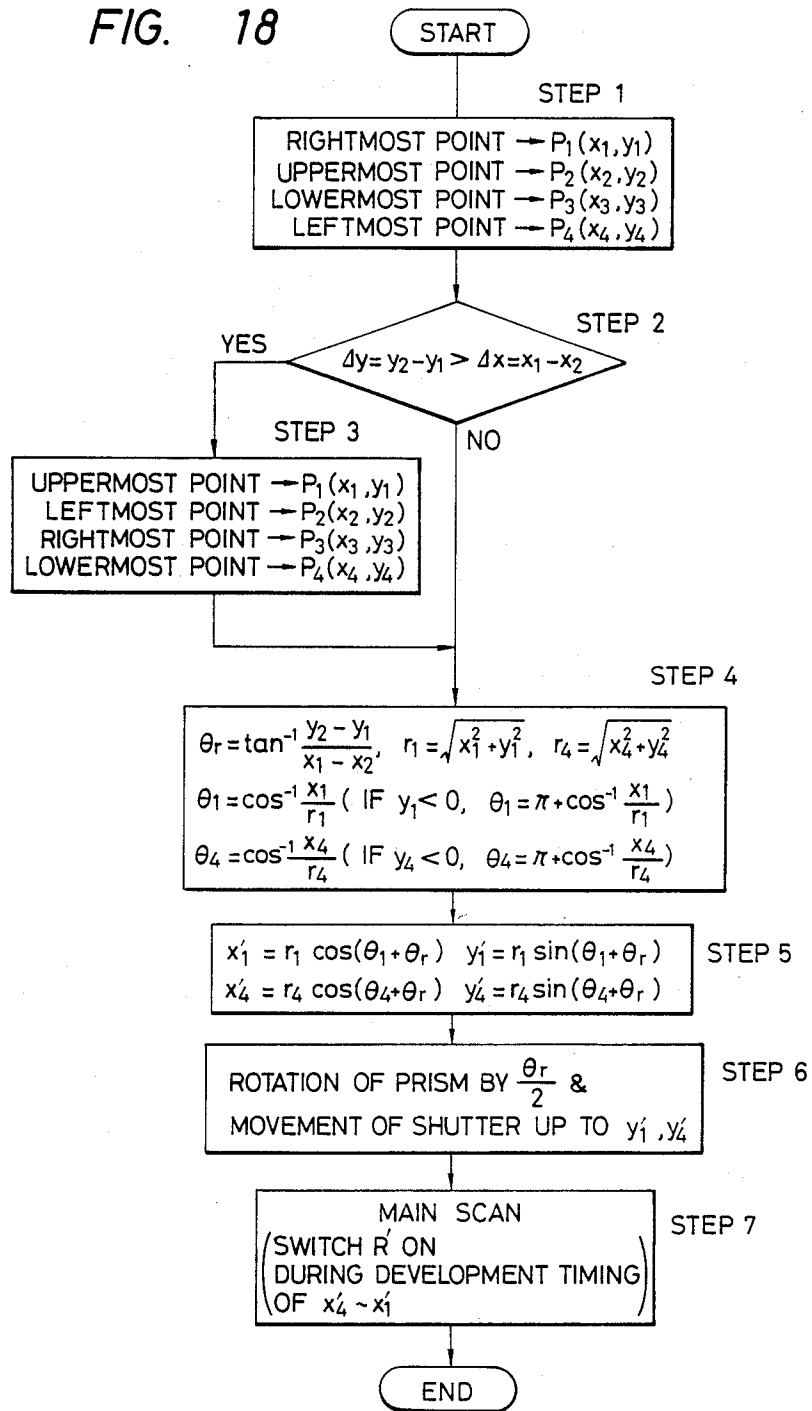 FIG. 18
START
STEP 1
RIGHTMOST POINT → P₁(x₁,y₁)
UPPERMOST POINT → P₂(x₂,y₂)
LOWERMOST POINT → P₃(x₃,y₃)
LEFTMOST POINT → P₄(x₄,y₄)
STEP 2
YES
Δy=y₂-y₁ > Δx=x₁-x₂
NO
STEP 3
UPPERMOST POINT → P₁(x₁,y₁)
LEFTMOST POINT → P₂(x₂,y₂)
RIGHTMOST POINT → P₃(x₃,y₃)
LOWERMOST POINT → P₄(x₄,y₄)
STEP 4
θr = tan⁻¹ (y₂-y₁)/(x₁-x₂), r₁=√(x₁²+y₁²), r₄=√(x₄²+y₄²)
θ₁=cos⁻¹ x₁/r₁ ( IF y₁<0, θ₁=π+cos⁻¹ x₁/r₁)
θ₄=cos⁻¹ x₄/r₄ ( IF y₄<0, θ₄=π+cos⁻¹ x₄/r₄)
x′₁ = r₁ cos(θ₁+θr) y′₁=r₁ sin(θ₁+θr)
x′₄ = r₄ cos(θ₄+θr) y′₄=r₄ sin(θ₄+θr)
STEP 5
ROTATION OF PRISM BY θr/2 &
MOVEMENT OF SHUTTER UP TO y′₁, y′₄
STEP 6
MAIN SCAN
(SWITCH R′ ON
DURING DEVELOPMENT TIMING
OF x′₄ ~ x′₁)
STEP 7
END